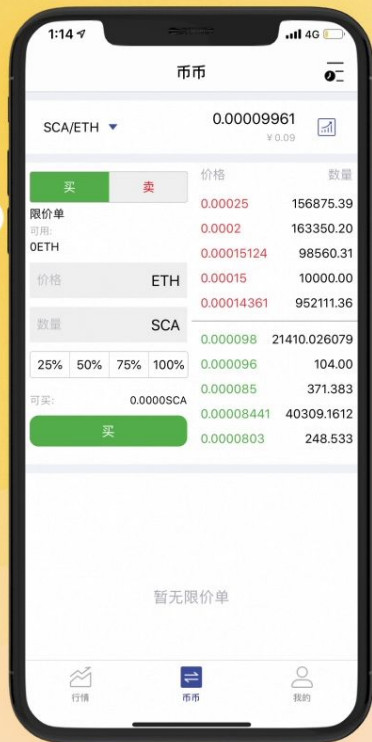 1:14
4G
币币
SCA/ETH
0.00009961
¥0.09
买
卖
限价单
可用:
0ETH
价格
ETH
数量
SCA
25%
50%
75%
100%
可买:
0.0000SCA
买
价格
数量
0.00025
156875.39
0.0002
163350.20
0.00015124
98560.31
0.00015
10000.00
0.00014361
952111.36
0.000098
21410.026079
0.000096
104.00
0.000085
371.383
0.00008441
40309.1612
0.0000803
248.533
暂无限价单
行情
币币
我的